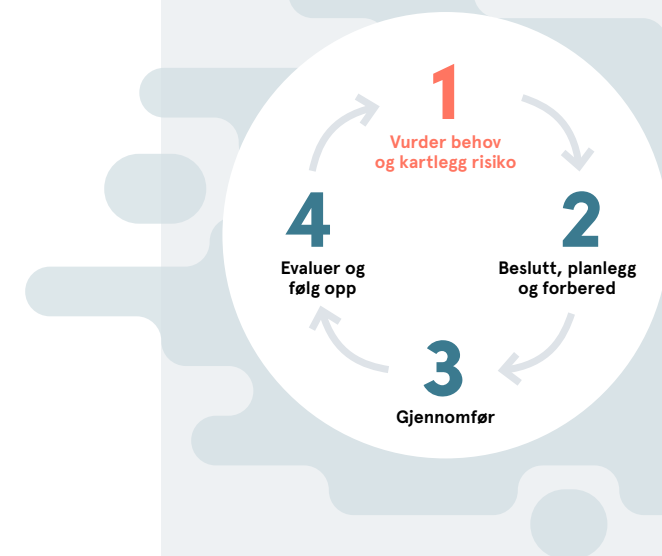 1
Vurder behov
og kartlegg risiko
2
Beslutt, planlegg
og forbered
3
Gjennomfør
4
Evaluer og
følg opp